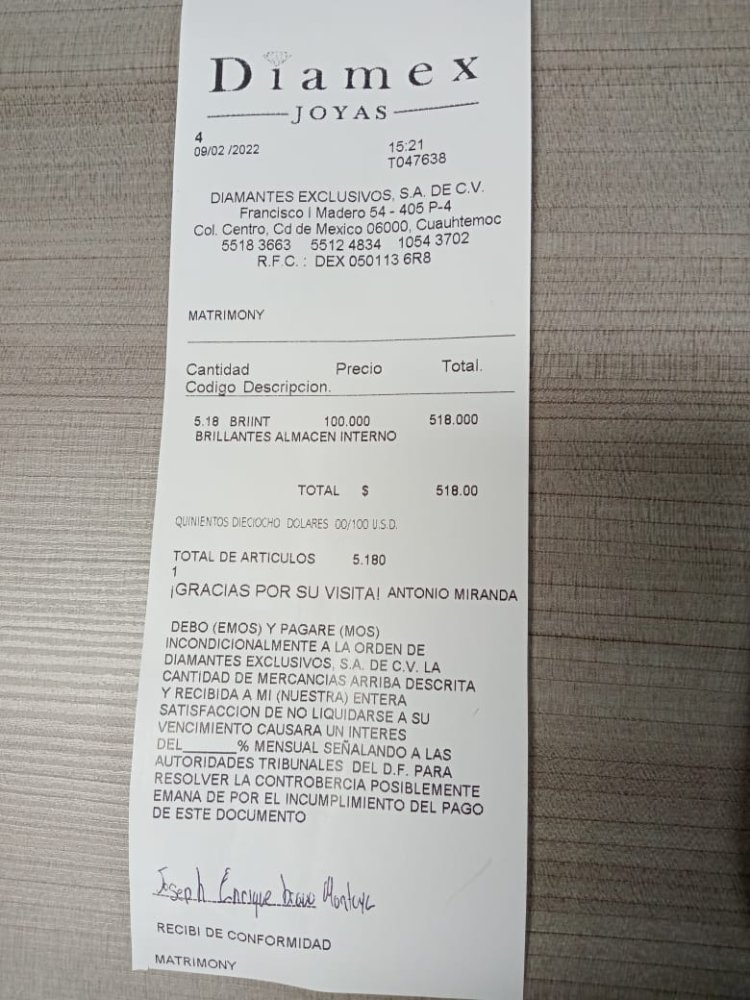 Diamex
JOYAS
4
09/02 /2022 15:21
T047638
DIAMANTES EXCLUSIVOS, S.A. DE C.V.
Francisco I Madero 54 - 405 P-4
Col. Centro, Cd de Mexico 06000, Cuauhtemoc
5518 3663 5512 4834 1054 3702
R.F.C. : DEX 050113 6R8
MATRIMONY
Cantidad Precio Total.
Codigo Descripcion.
5.18 BRIINT 100.000 518.000
BRILLANTES ALMACEN INTERNO
TOTAL $ 518.00
QUINIENTOS DIECIOCHO DOLARES 00/100 U.S.D.
TOTAL DE ARTICULOS 5.180
1
¡GRACIAS POR SU VISITA! ANTONIO MIRANDA
DEBO (EMOS) Y PAGARE (MOS)
INCONDICIONALMENTE A LA ORDEN DE
DIAMANTES EXCLUSIVOS, S.A. DE C.V. LA
CANTIDAD DE MERCANCIAS ARRIBA DESCRITA
Y RECIBIDA A MI (NUESTRA) ENTERA
SATISFACCION DE NO LIQUIDARSE A SU
VENCIMIENTO CAUSARA UN INTERES
DEL______% MENSUAL SEÑALANDO A LAS
AUTORIDADES TRIBUNALES DEL D.F. PARA
RESOLVER LA CONTROBERCIA POSIBLEMENTE
EMANA DE POR EL INCUMPLIMIENTO DEL PAGO
DE ESTE DOCUMENTO
Joseph Enrique Montoya
RECIBI DE CONFORMIDAD
MATRIMONY